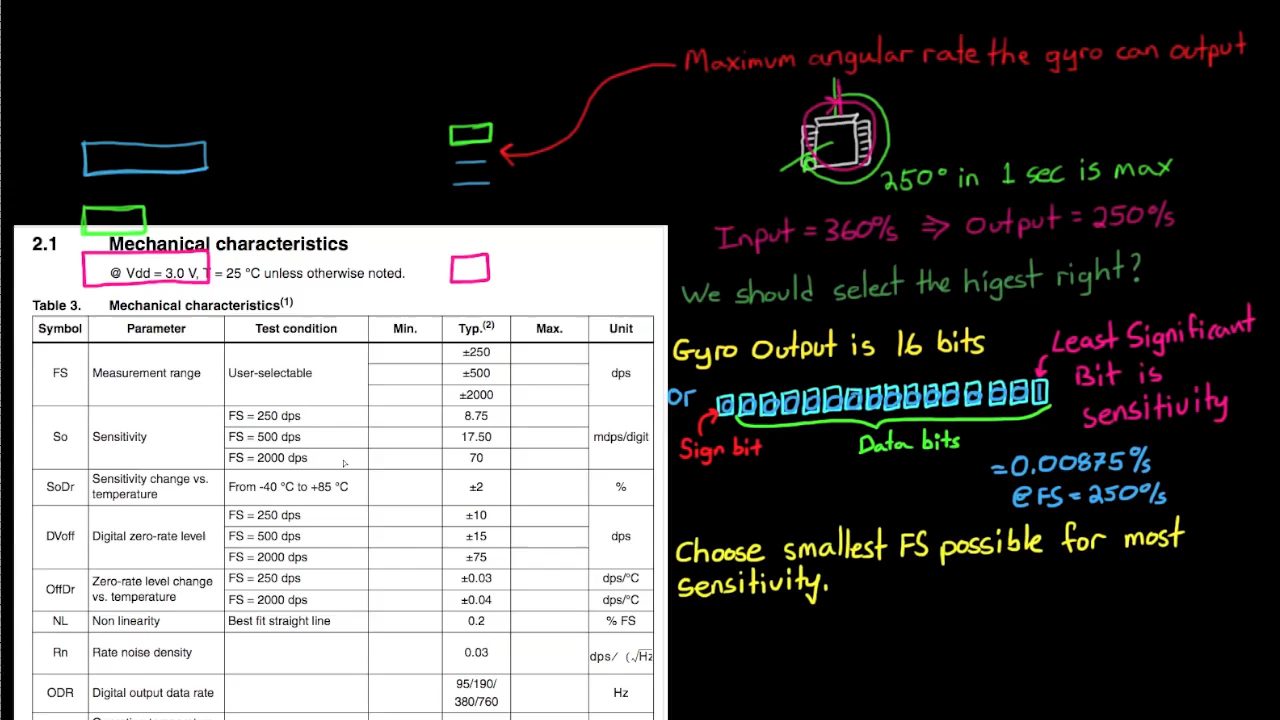 Maximum angular rate the gyro can output
250° in 1 sec is max
Input = 360°/s ⇒ Output = 250°/s
We should select the higest right?
Gyro Output is 16 bits
Least Significant
Bit is
sensitivity
or 0000000000000001
Sign bit
Data bits
=0.00875°/s
@FS=250°/s
Choose smallest FS possible for most
sensitivity.
2.1 Mechanical characteristics
@ Vdd = 3.0 V, T = 25 °C unless otherwise noted.
Table 3. Mechanical characteristics(1)
Symbol Parameter Test condition Min. Typ.(2) Max. Unit
FS Measurement range User-selectable ±250 dps
±500
±2000
So Sensitivity FS = 250 dps 8.75 mdps/digit
FS = 500 dps 17.50
FS = 2000 dps 70
SoDr Sensitivity change vs. temperature From -40 °C to +85 °C ±2 %
DVoff Digital zero-rate level FS = 250 dps ±10 dps
FS = 500 dps ±15
FS = 2000 dps ±75
OffDr Zero-rate level change vs. temperature FS = 250 dps ±0.03 dps/°C
FS = 2000 dps ±0.04 dps/°C
NL Non linearity Best fit straight line 0.2 % FS
Rn Rate noise density 0.03 dps/(√Hz
ODR Digital output data rate 95/190/
380/760 Hz